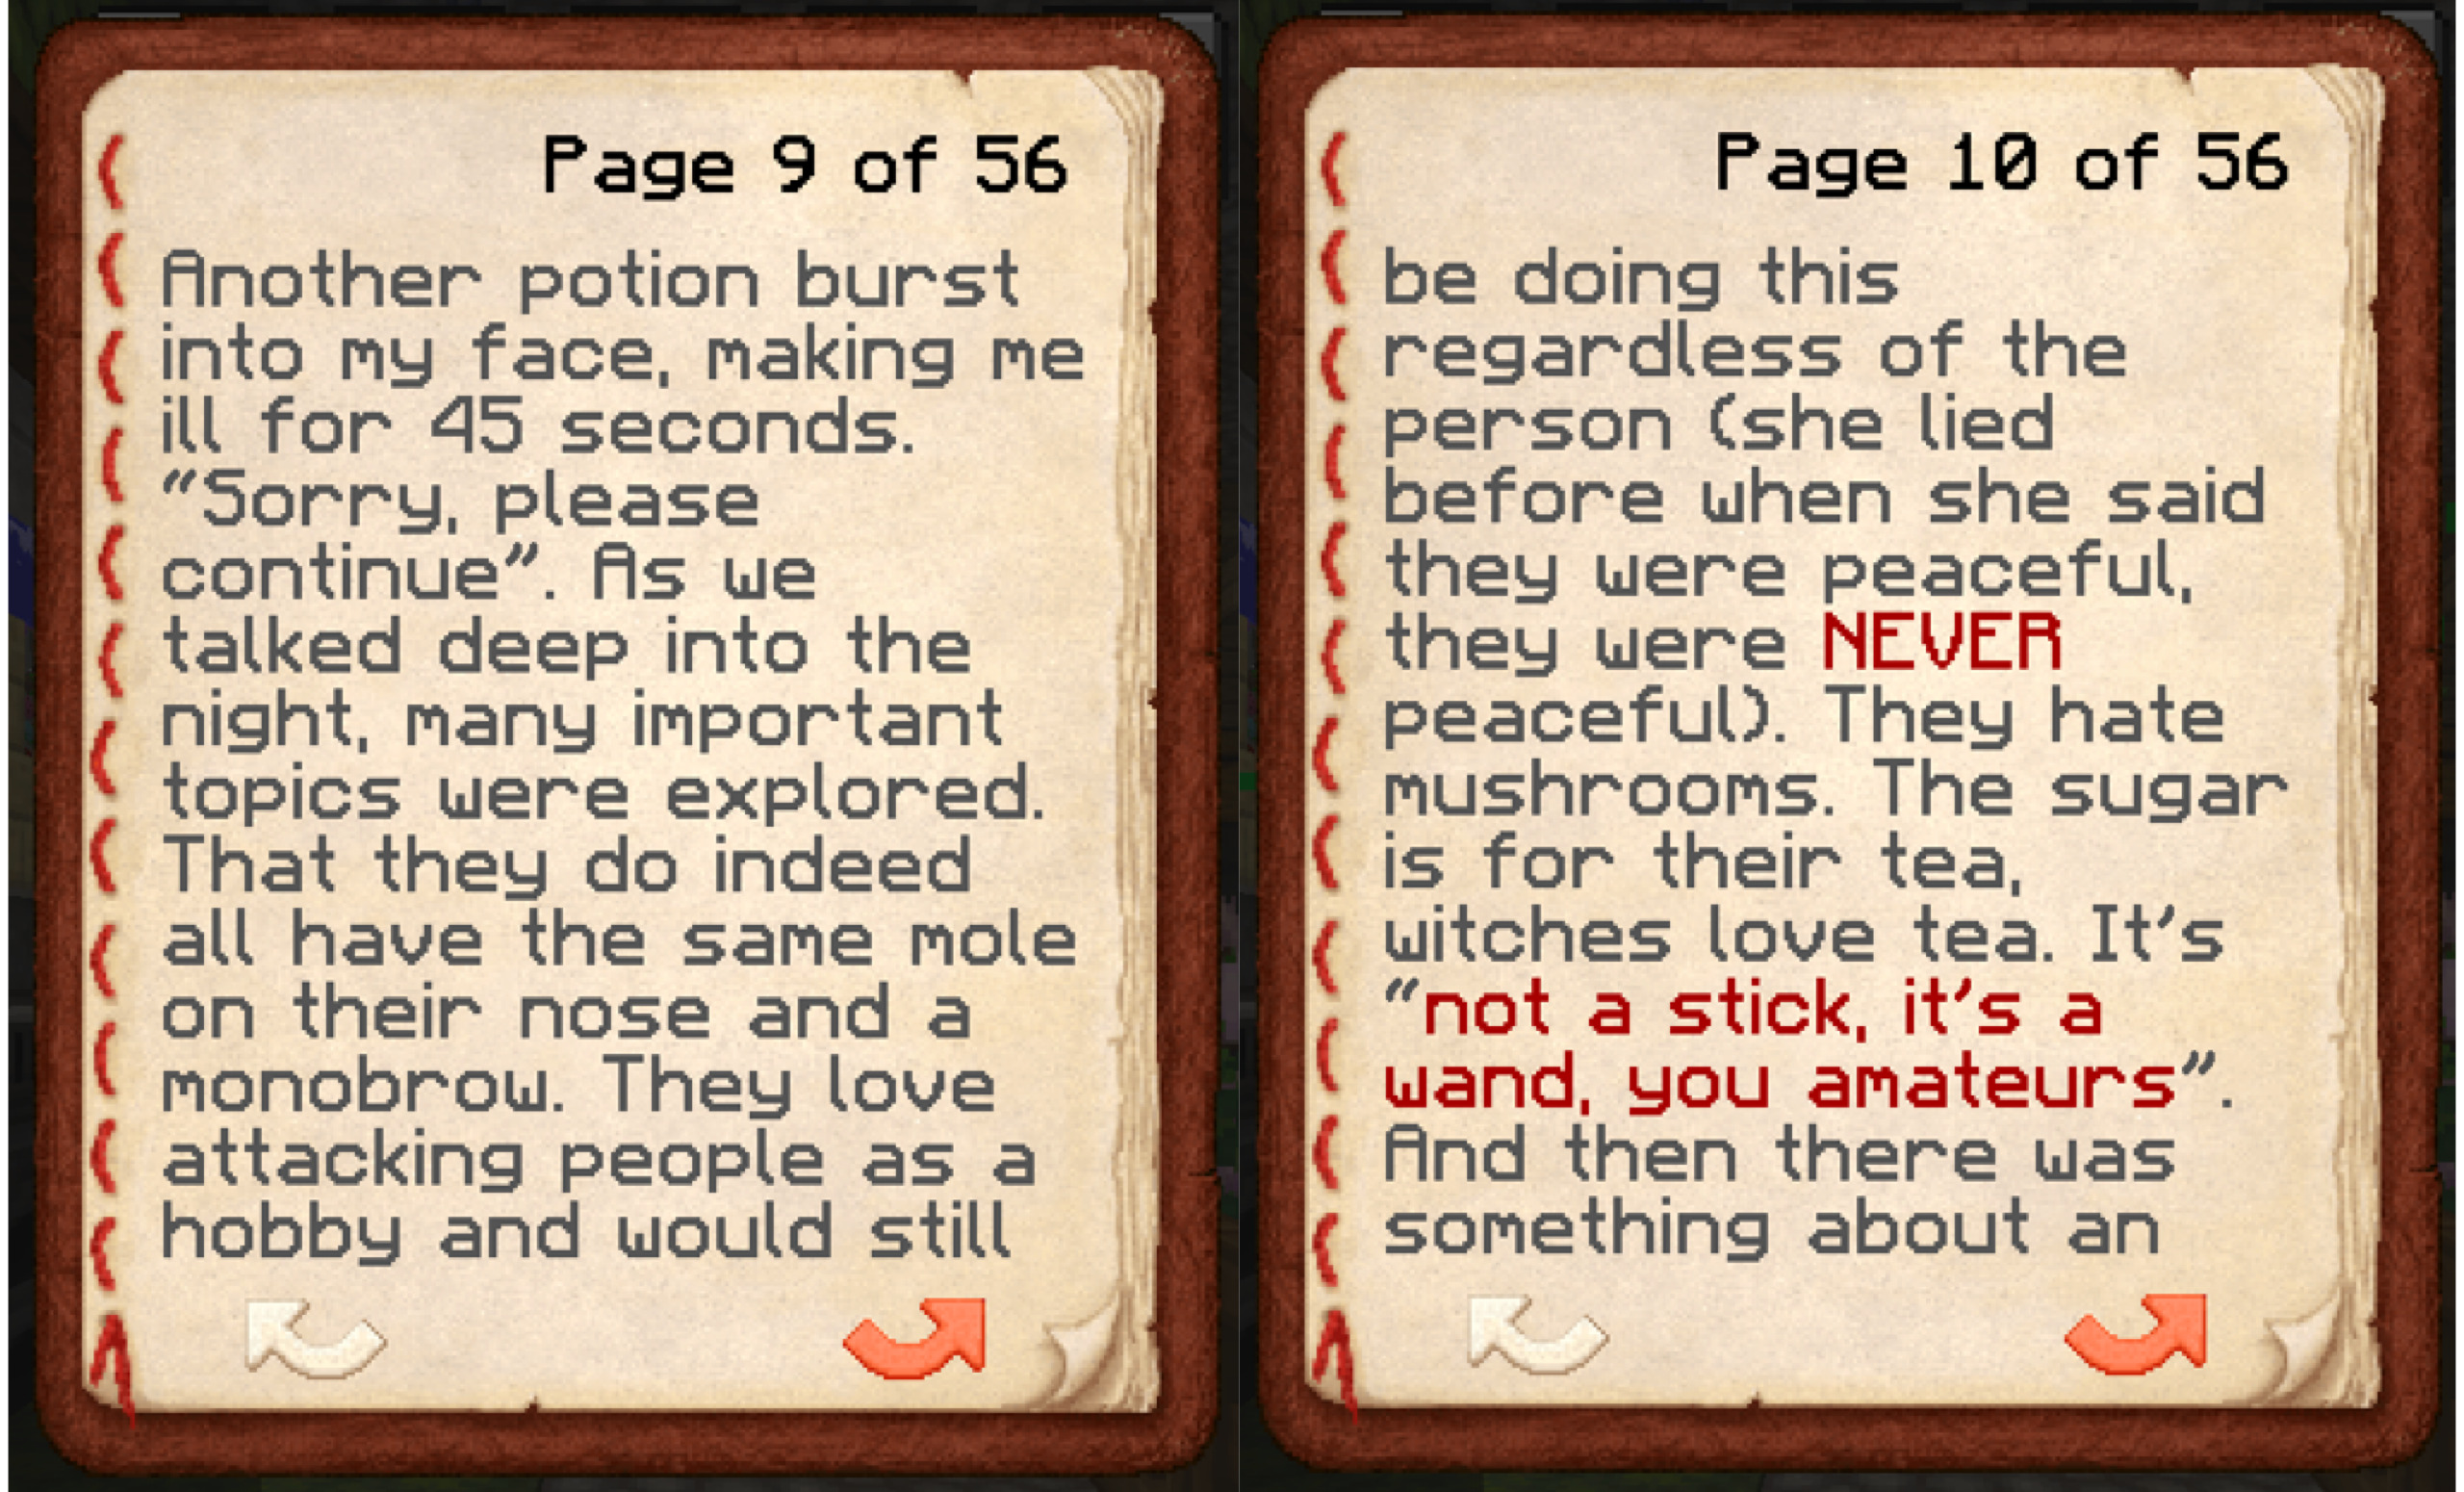 Page 9 of 56
Another potion burst
into my face, making me
ill for 45 seconds.
"Sorry, please
continue". As we
talked deep into the
night, many important
topics were explored.
That they do indeed
all have the same mole
on their nose and a
monobrow. They love
attacking people as a
hobby and would still
Page 10 of 56
be doing this
regardless of the
person (she lied
before when she said
they were peaceful,
they were NEVER
peaceful). They hate
mushrooms. The sugar
is for their tea,
witches love tea. It's
"not a stick, it's a
wand, you amateurs".
And then there was
something about an